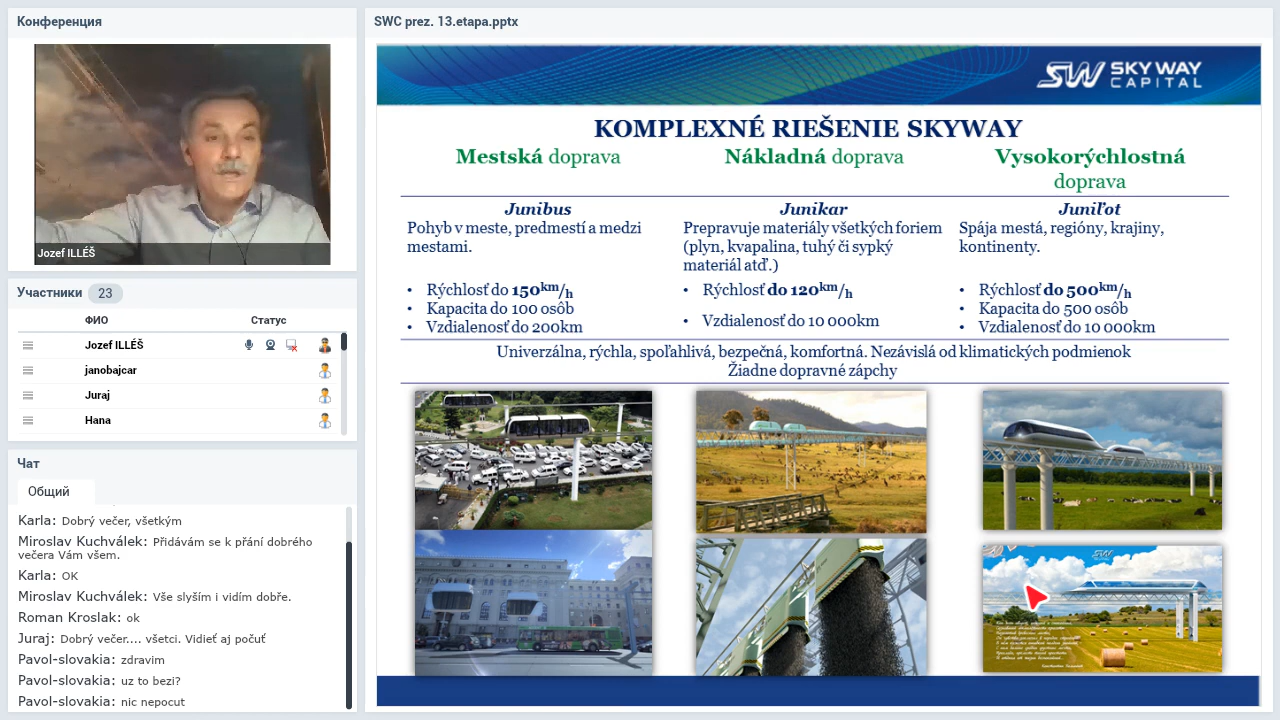 Конференция
Jozef ILLÉŠ
Участники 23
ФИО Статус
Jozef ILLÉŠ
janobajcar
Juraj
Hana
Чат
Общий
Karla: Dobrý večer, všetkým
Miroslav Kuchválek: Přidávám se k přání dobrého
večera Vám všem.
Karla: OK
Miroslav Kuchválek: Vše slyším i vidím dobře.
Roman Kroslak: ok
Juraj: Dobrý večer.... všetci. Vidieť aj počuť
Pavol-slovakia: zdravim
Pavol-slovakia: uz to bezi?
Pavol-slovakia: nic nepocut
SWC prez. 13.etapa.pptx
SW SKY WAY
CAPITAL
KOMPLEXNÉ RIEŠENIE SKYWAY
Mestská doprava
Junibus
Pohyb v meste, predmestí a medzi
mestami.
• Rýchlosť do 150km/h
• Kapacita do 100 osôb
• Vzdialenosť do 200km
Nákladná doprava
Junikar
Prepravuje materiály všetkých foriem
(plyn, kvapalina, tuhý či sypký
materiál atď.)
• Rýchlosť do 120km/h
• Vzdialenosť do 10 000km
Vysokorýchlostná
doprava
Juniľot
Spája mestá, regióny, krajiny,
kontinenty.
• Rýchlosť do 500km/h
• Kapacita do 500 osôb
• Vzdialenosť do 10 000km
Univerzálna, rýchla, spoľahlivá, bezpečná, komfortná. Nezávislá od klimatických podmienok
Žiadne dopravné zápchy